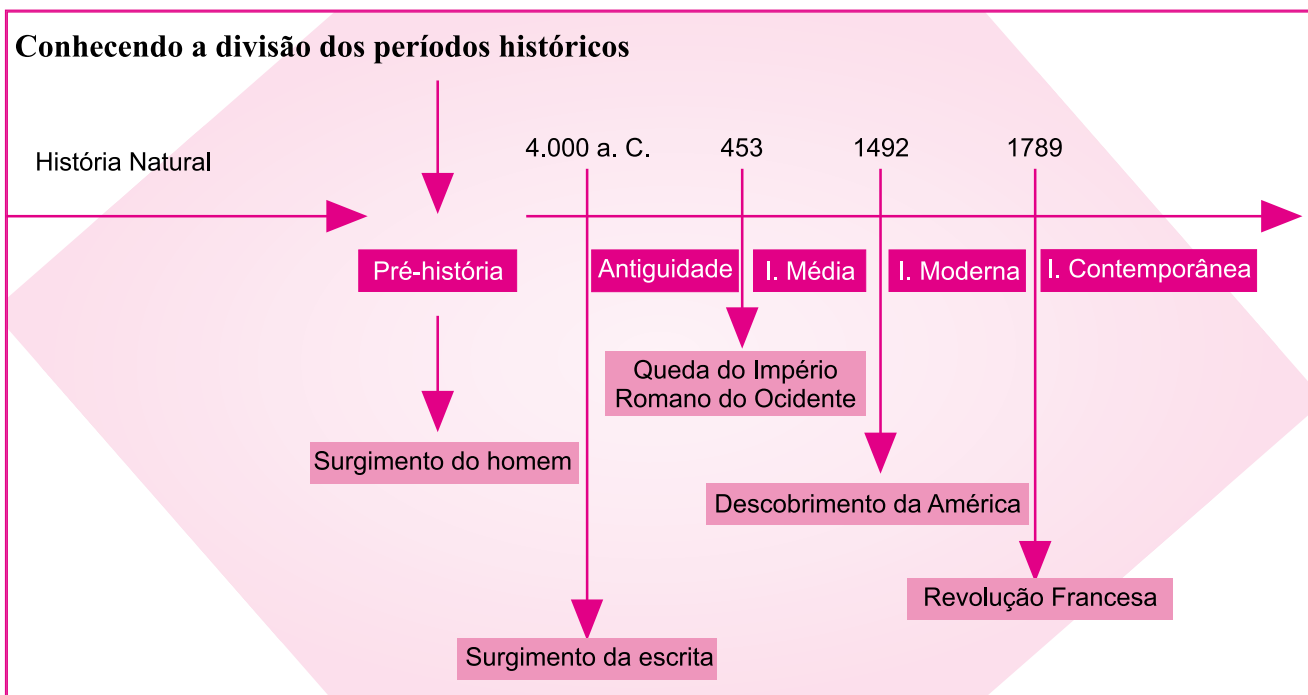 Conhecendo a divisão dos períodos históricos
História Natural
4.000 a. C.
453
1492
1789
Pré-história
Antiguidade
I. Média
I. Moderna
I. Contemporânea
Queda do Império
Romano do Ocidente
Surgimento do homem
Descobrimento da América
Revolução Francesa
Surgimento da escrita